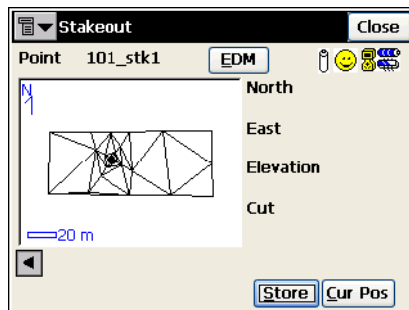 Stakeout Close
Point 101_stk1 EDM
N
North
East
Elevation
Cut
20 m
Store Cur Pos